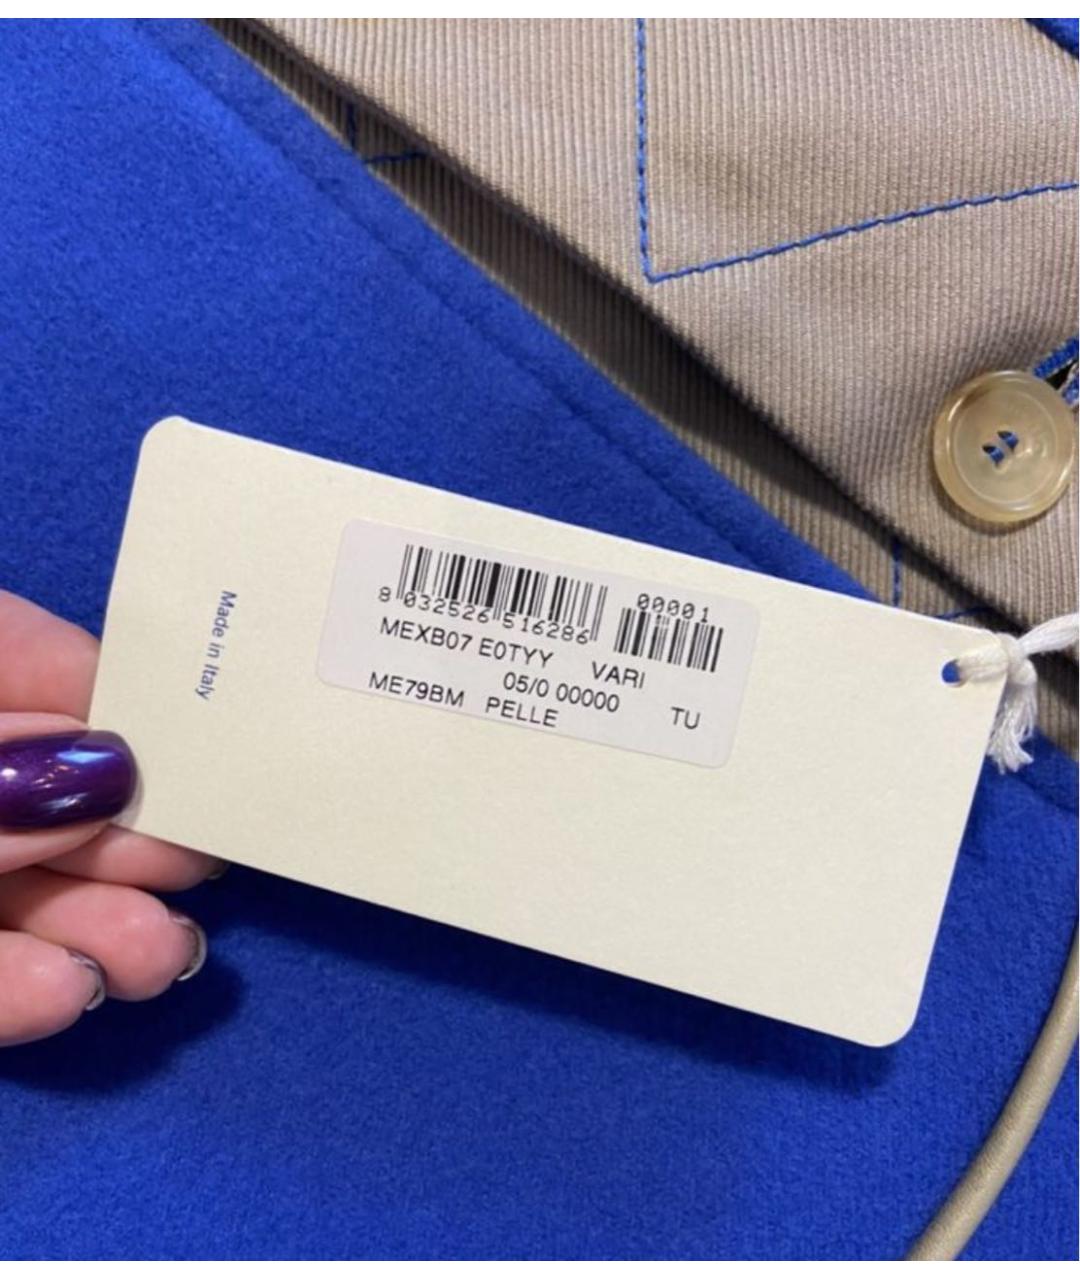 Made in Italy
8 032526 516286
00001
MEXB07 E0TYY VARI
05/0 00000
ME79BM PELLE TU